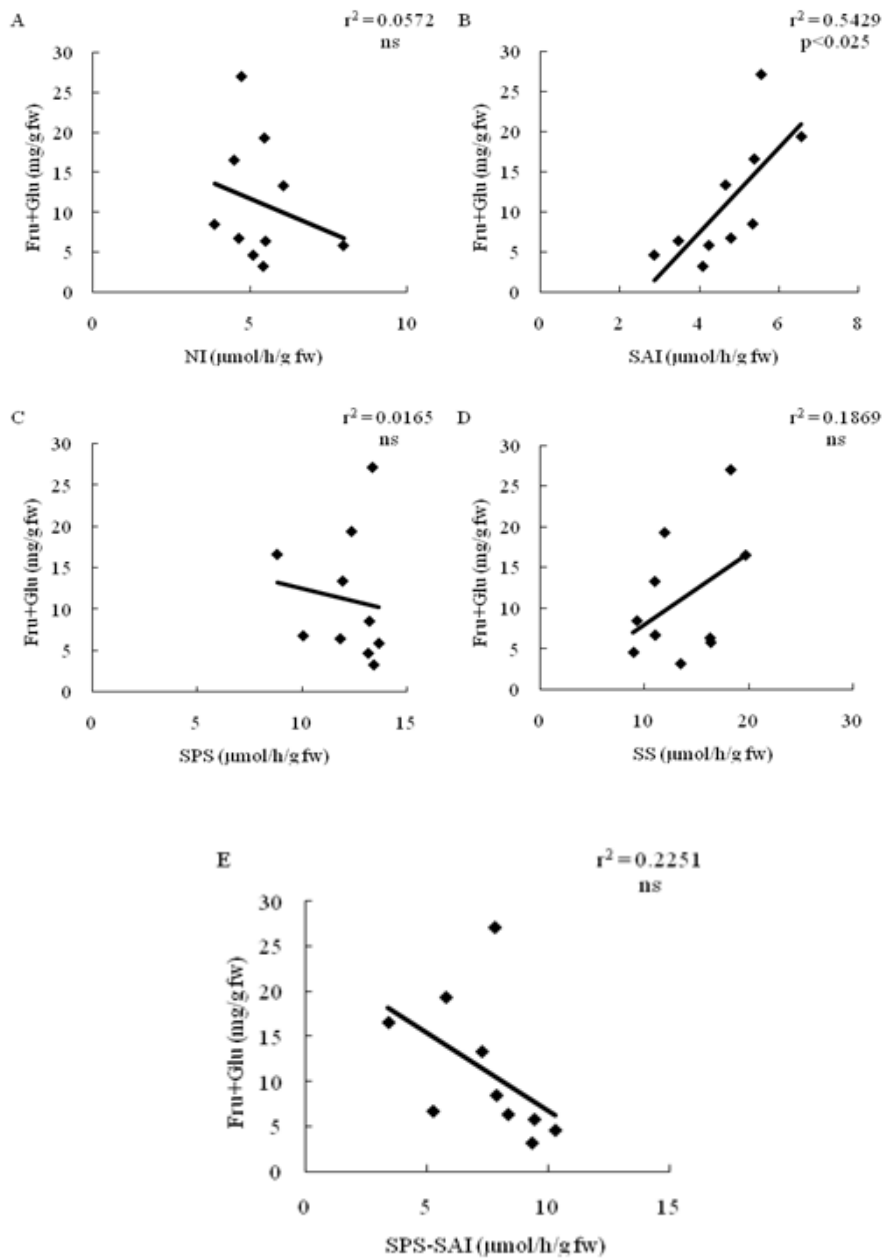 A
r² = 0.0572
ns
30
25
20
15
10
5
0
Fru+Glu (mg/g fw)
0
5
10
NI (μmol/h/g fw)
B
r² = 0.5429
p<0.025
30
25
20
15
10
5
0
Fru+Glu (mg/g fw)
0
2
4
6
8
SAI (μmol/h/g fw)
C
r² = 0.0165
ns
30
25
20
15
10
5
0
Fru+Glu (mg/g fw)
0
5
10
15
SPS (μmol/h/g fw)
D
r² = 0.1869
ns
30
25
20
15
10
5
0
Fru+Glu (mg/g fw)
0
10
20
30
SS (μmol/h/g fw)
E
r² = 0.2251
ns
30
25
20
15
10
5
0
Fru+Glu (mg/g fw)
0
5
10
15
SPS-SAI (μmol/h/g fw)